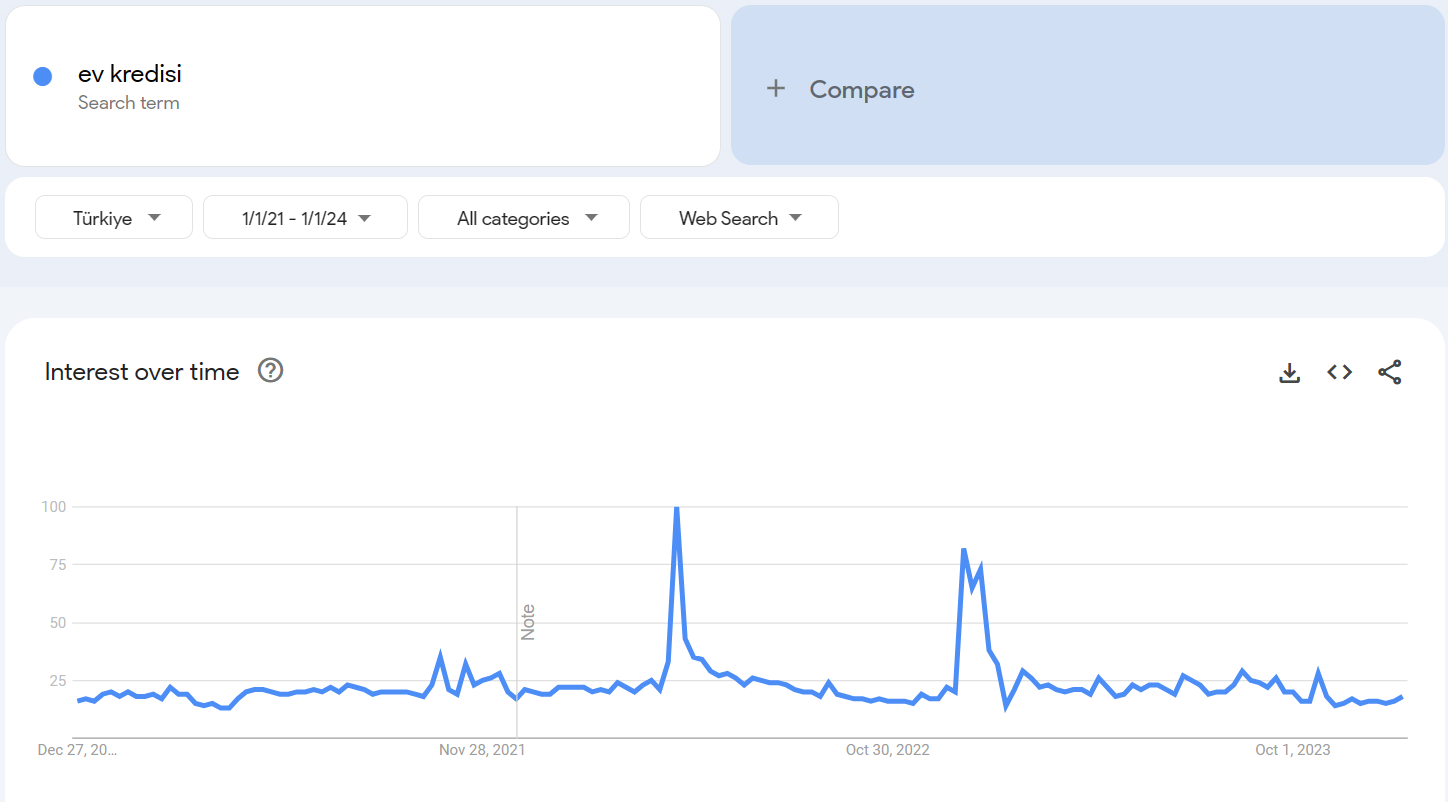 ev kredisi
Search term
+ Compare
Türkiye
1/1/21 - 1/1/24
All categories
Web Search
Interest over time
100
75
50
25
Note
Dec 27, 20...
Nov 28, 2021
Oct 30, 2022
Oct 1, 2023